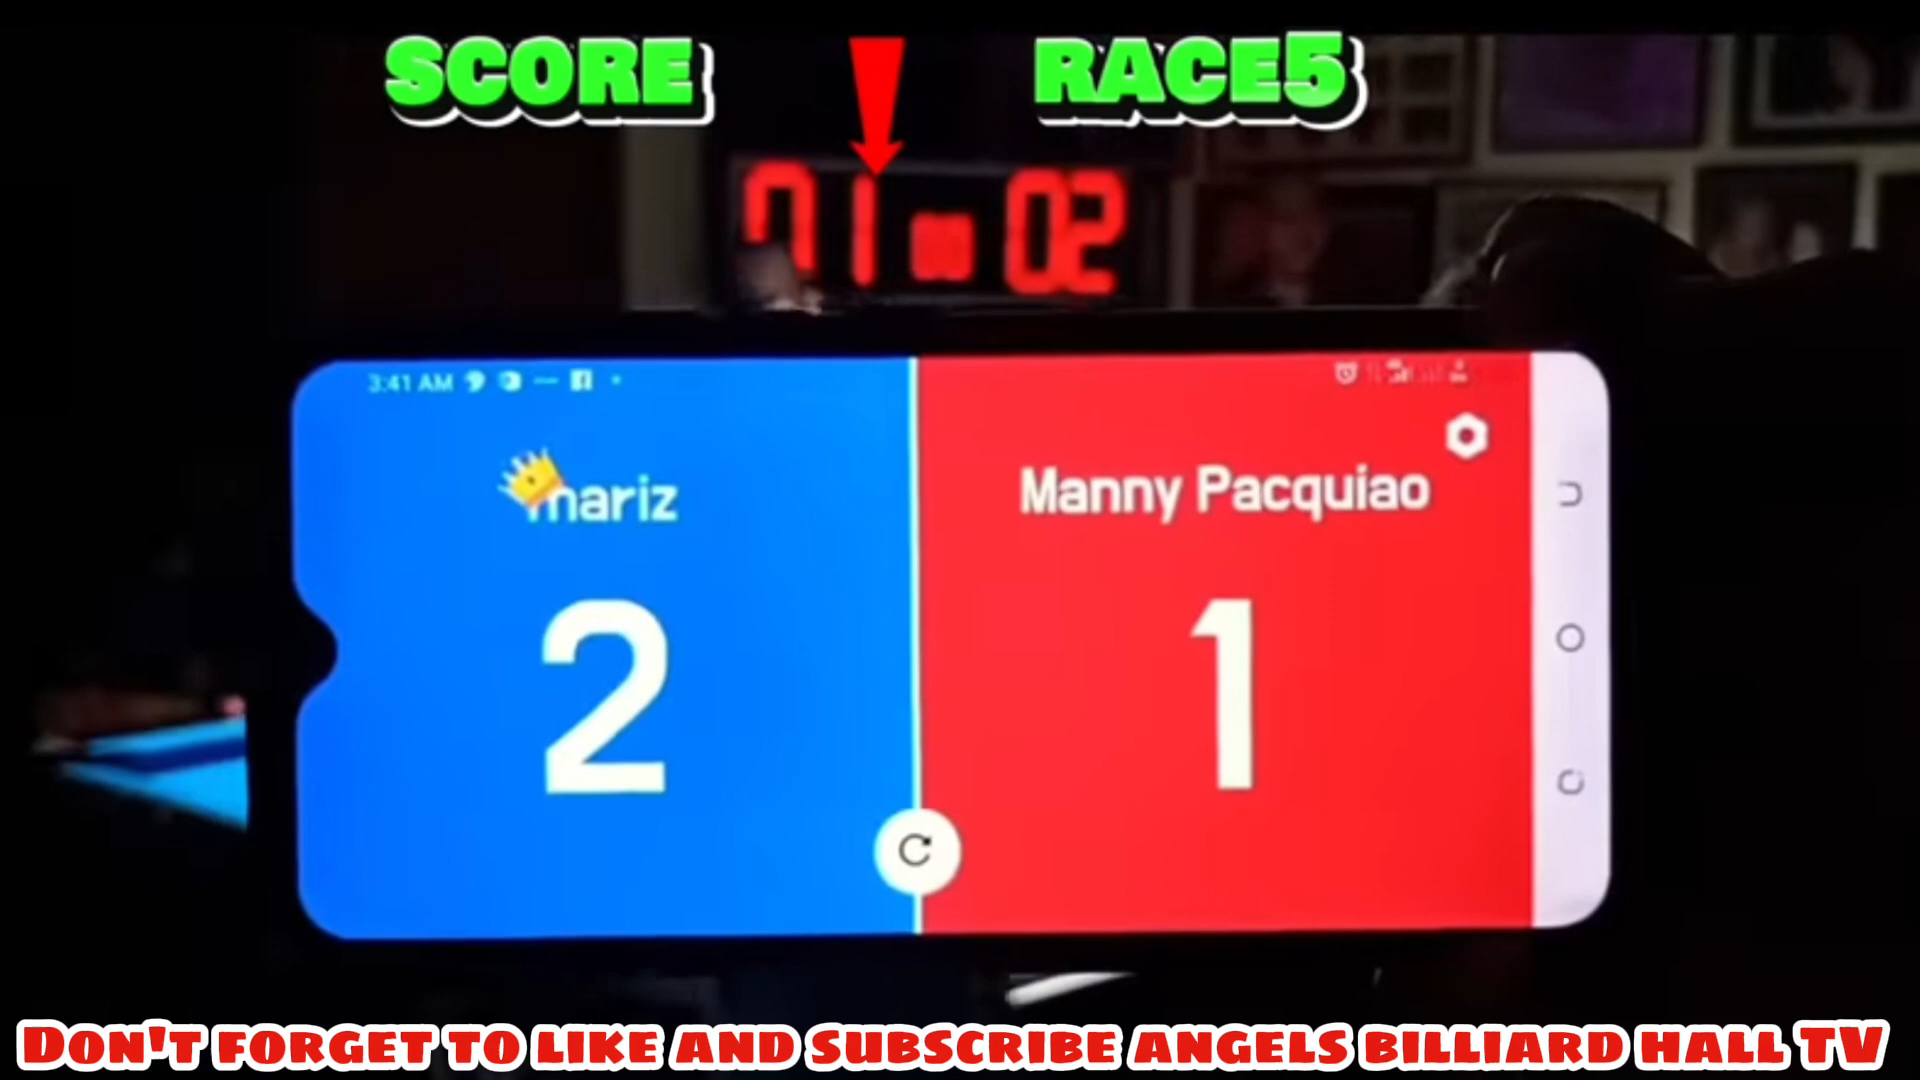 SCORE RACE5
01 02
3:41 AM
mariz Manny Pacquiao
2 1
Don't forget to like and subscribe angels billiard hall TV